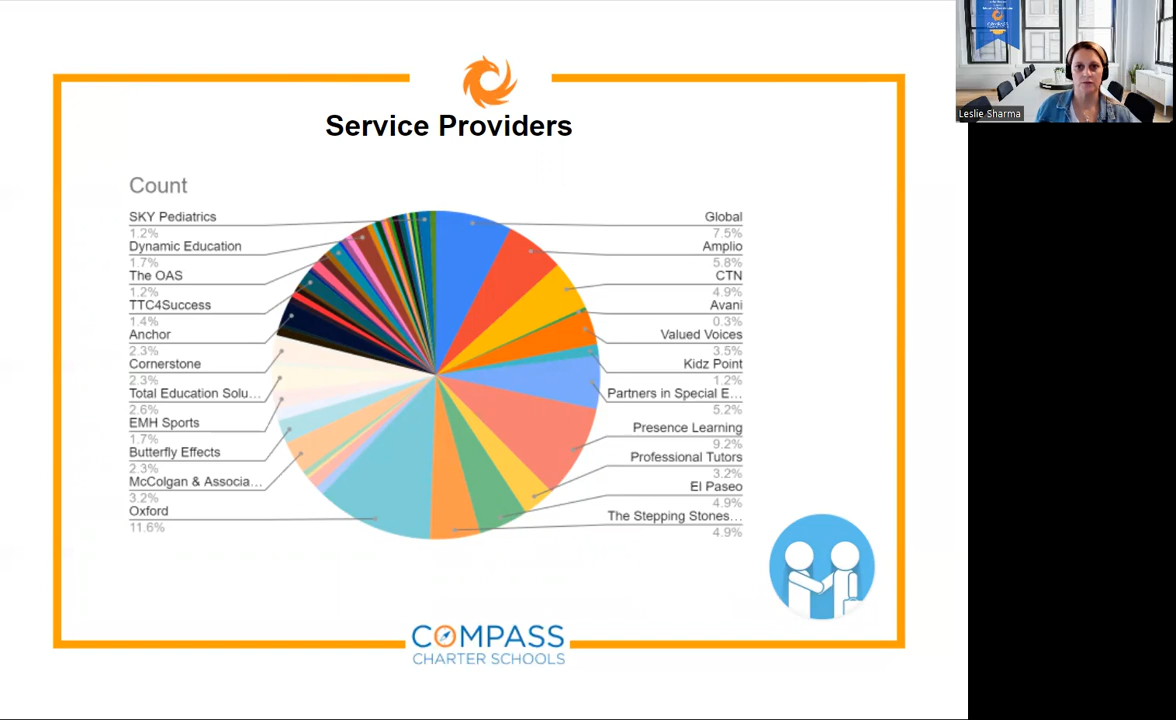 Service Providers
Count
SKY Pediatrics
1.2%
Dynamic Education
1.7%
The OAS
1.2%
TTC4Success
1.4%
Anchor
2.3%
Cornerstone
2.3%
Total Education Solu...
2.6%
EMH Sports
1.7%
Butterfly Effects
2.3%
McColgan & Associa...
3.2%
Oxford
11.6%
Global
7.5%
Amplio
5.8%
CTN
4.9%
Avani
0.3%
Valued Voices
3.5%
Kidz Point
1.2%
Partners in Special E...
5.2%
Presence Learning
9.2%
Professional Tutors
3.2%
El Paseo
4.9%
The Stepping Stones...
4.9%
COMPASS
CHARTER SCHOOLS
Leslie Sharma